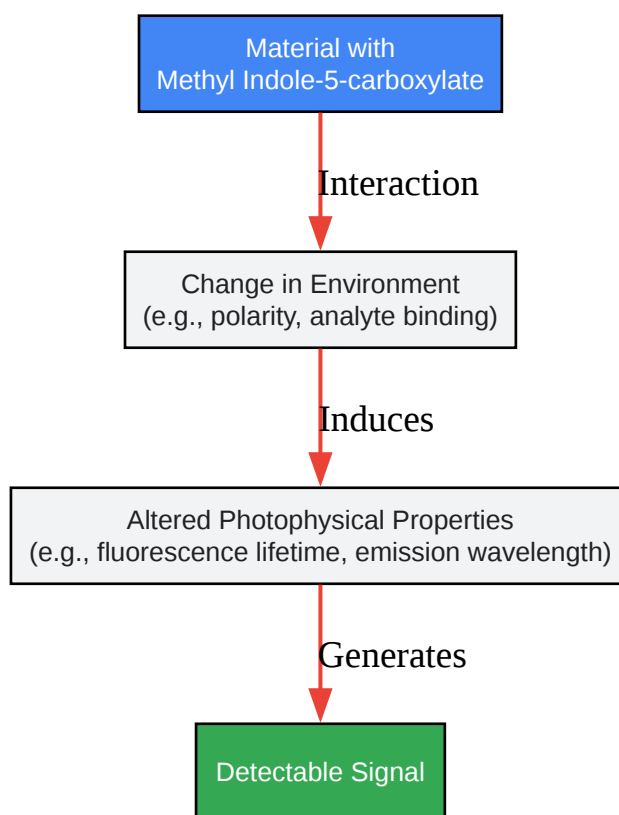 Material with
Methyl Indole-5-carboxylate
Interaction
Change in Environment
(e.g., polarity, analyte binding)
Induces
Altered Photophysical Properties
(e.g., fluorescence lifetime, emission wavelength)
Generates
Detectable Signal